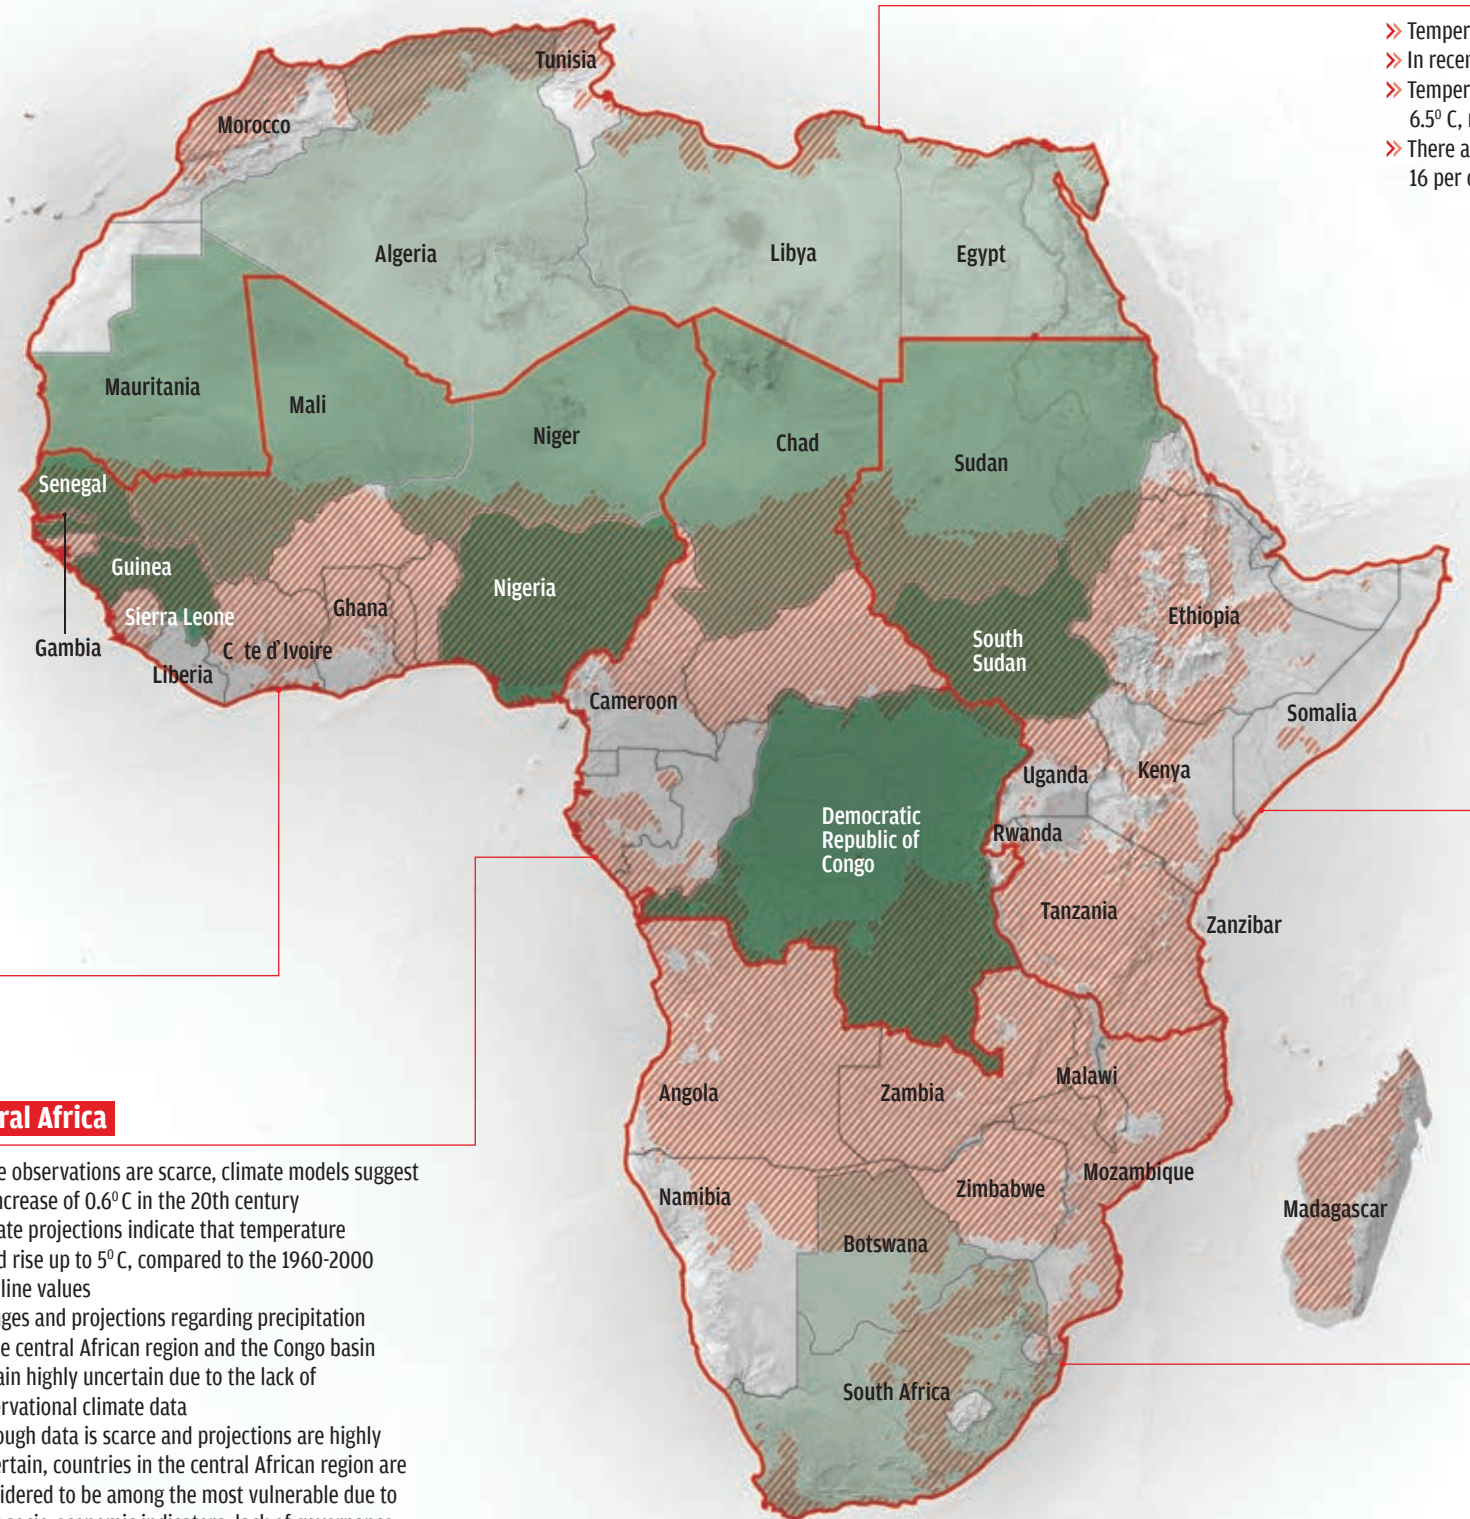 Temper
In recen
Temper
6.5⁰ C, r
There a
16 per c
Tunisia
Morocco
Algeria
Libya
Egypt
Mauritania
Mali
Niger
Chad
Sudan
Senegal
Guinea
Nigeria
Sierra Leone
Ghana
Ethiopia
Gambia
C te d'Ivoire
South
Sudan
Liberia
Cameroon
Somalia
Uganda
Kenya
Democratic
Republic of
Congo
Rwanda
Tanzania
Zanzibar
Angola
Zambia
Malawi
Mozambique
Namibia
Zimbabwe
Madagascar
Botswana
South Africa
ral Africa
e observations are scarce, climate models suggest
ncrease of 0.6⁰ C in the 20th century
ate projections indicate that temperature
d rise up to 5⁰ C, compared to the 1960-2000
line values
ges and projections regarding precipitation
e central African region and the Congo basin
ain highly uncertain due to the lack of
ervational climate data
ough data is scarce and projections are highly
ertain, countries in the central African region are
idered to be among the most vulnerable due to
socio-economic indicators, lack of governance